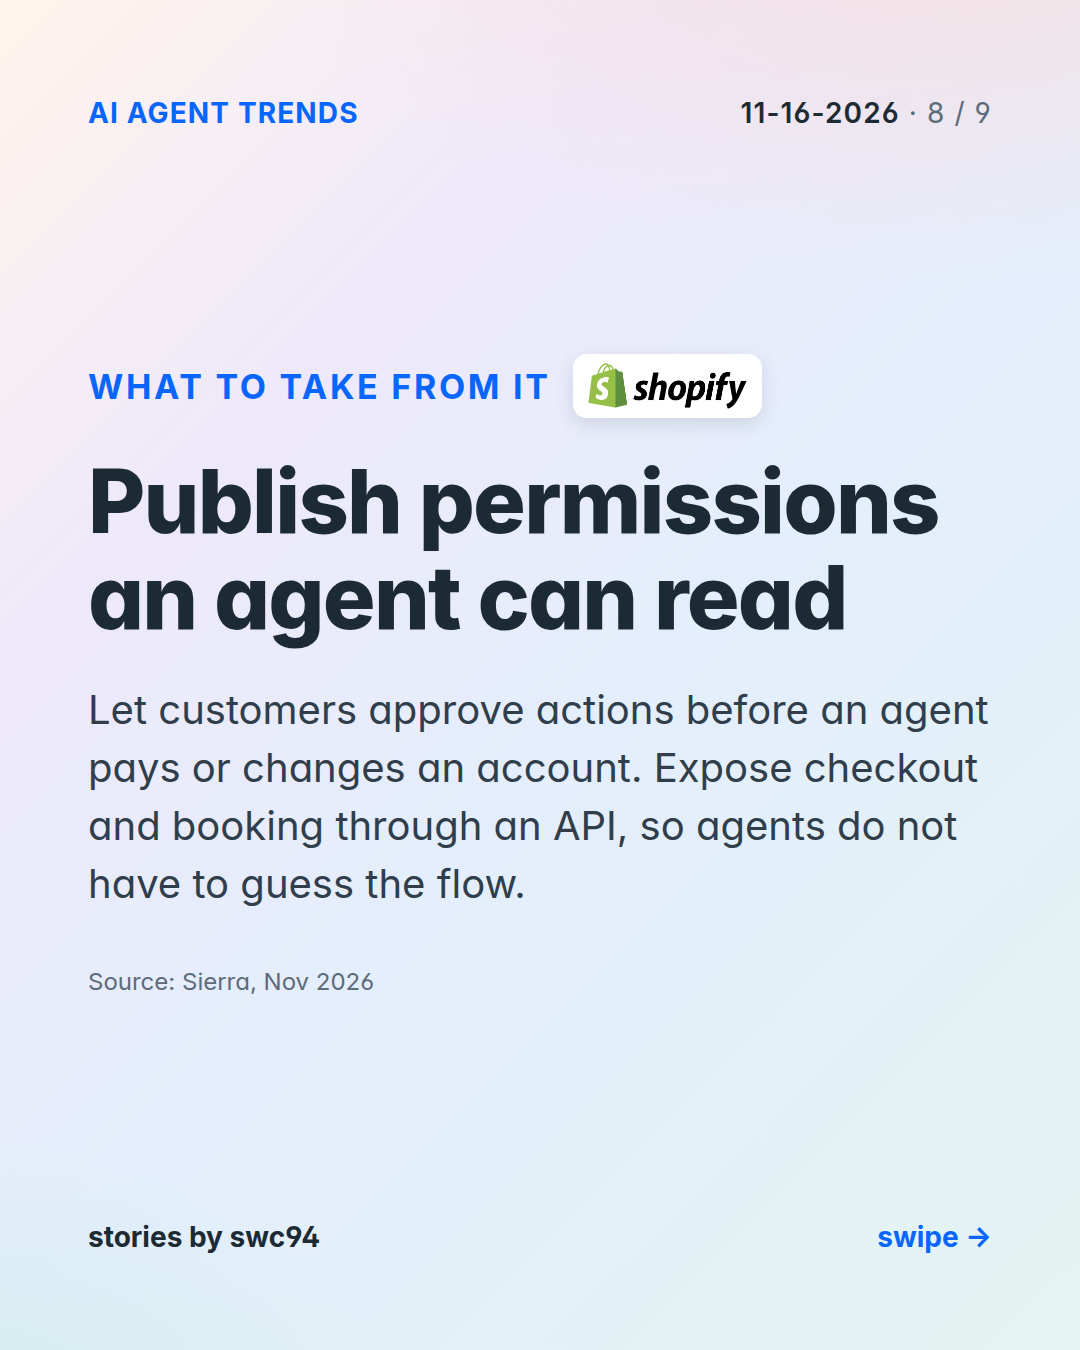 AI AGENT TRENDS
11-16-2026 · 8 / 9
WHAT TO TAKE FROM IT
shopify
Publish permissions
an agent can read
Let customers approve actions before an agent
pays or changes an account. Expose checkout
and booking through an API, so agents do not
have to guess the flow.
Source: Sierra, Nov 2026
stories by swc94
swipe →